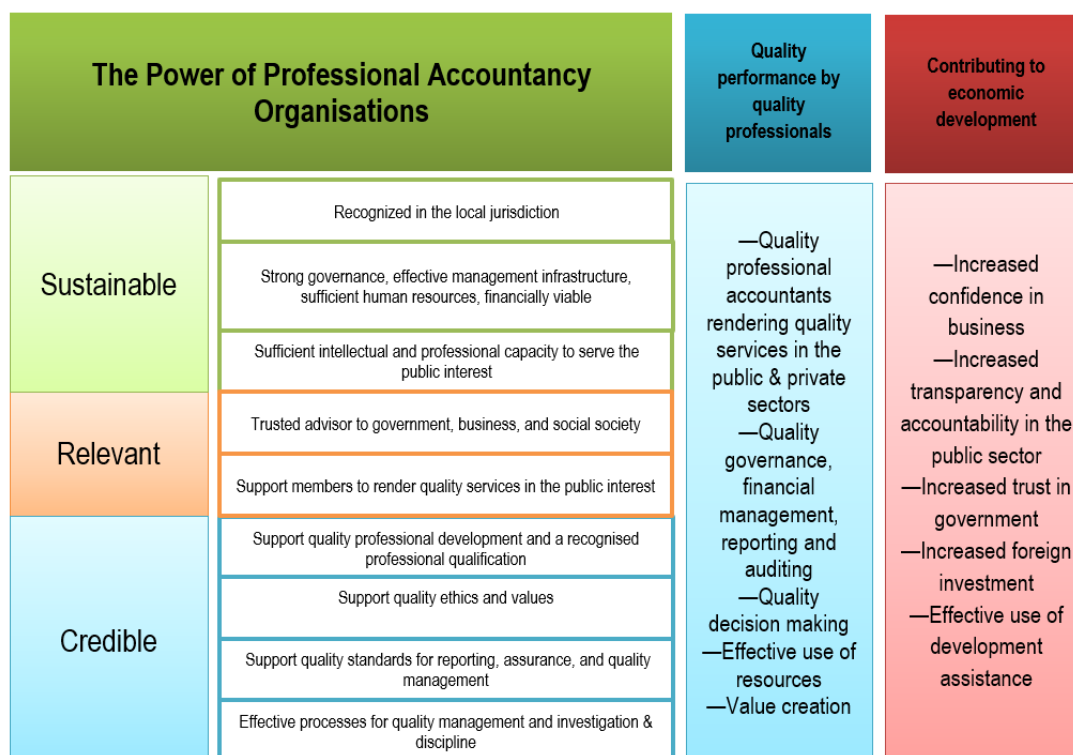 The Power of Professional Accountancy
Organisations
Quality
performance by
quality
professionals
Contributing to
economic
development
Sustainable
Recognized in the local jurisdiction
Strong governance, effective management infrastructure,
sufficient human resources, financially viable
Sufficient intellectual and professional capacity to serve the
public interest
Relevant
Trusted advisor to government, business, and social society
Support members to render quality services in the public interest
Credible
Support quality professional development and a recognised
professional qualification
Support quality ethics and values
Support quality standards for reporting, assurance, and quality
management
Effective processes for quality management and investigation &
discipline
—Quality
professional
accountants
rendering quality
services in the
public & private
sectors
—Quality
governance,
financial
management,
reporting and
auditing
—Quality
decision making
—Effective use of
resources
—Value creation
—Increased
confidence in
business
—Increased
transparency and
accountability in the
public sector
—Increased trust in
government
—Increased foreign
investment
—Effective use of
development
assistance